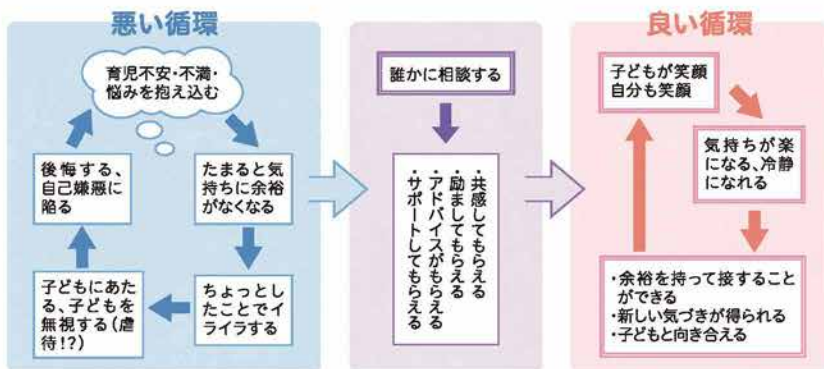 悪い循環
育児不安・不満・
悩みを抱え込む
たまると気
持ちに余裕
がなくなる
ちょっとし
たことでイ
ライラする
子どもにあた
る、子どもを
無視する(虐
待!?)
後悔する、
自己嫌悪に
陥る
誰かに相談する
・共感してもらえる
・励ましてもらえる
・アドバイスがもらえる
・サポートしてもらえる
良い循環
子どもが笑顔
自分も笑顔
気持ちが楽
になる、冷静
になれる
・余裕を持って接すること
ができる
・新しい気づきが得られる
・子どもと向き合える